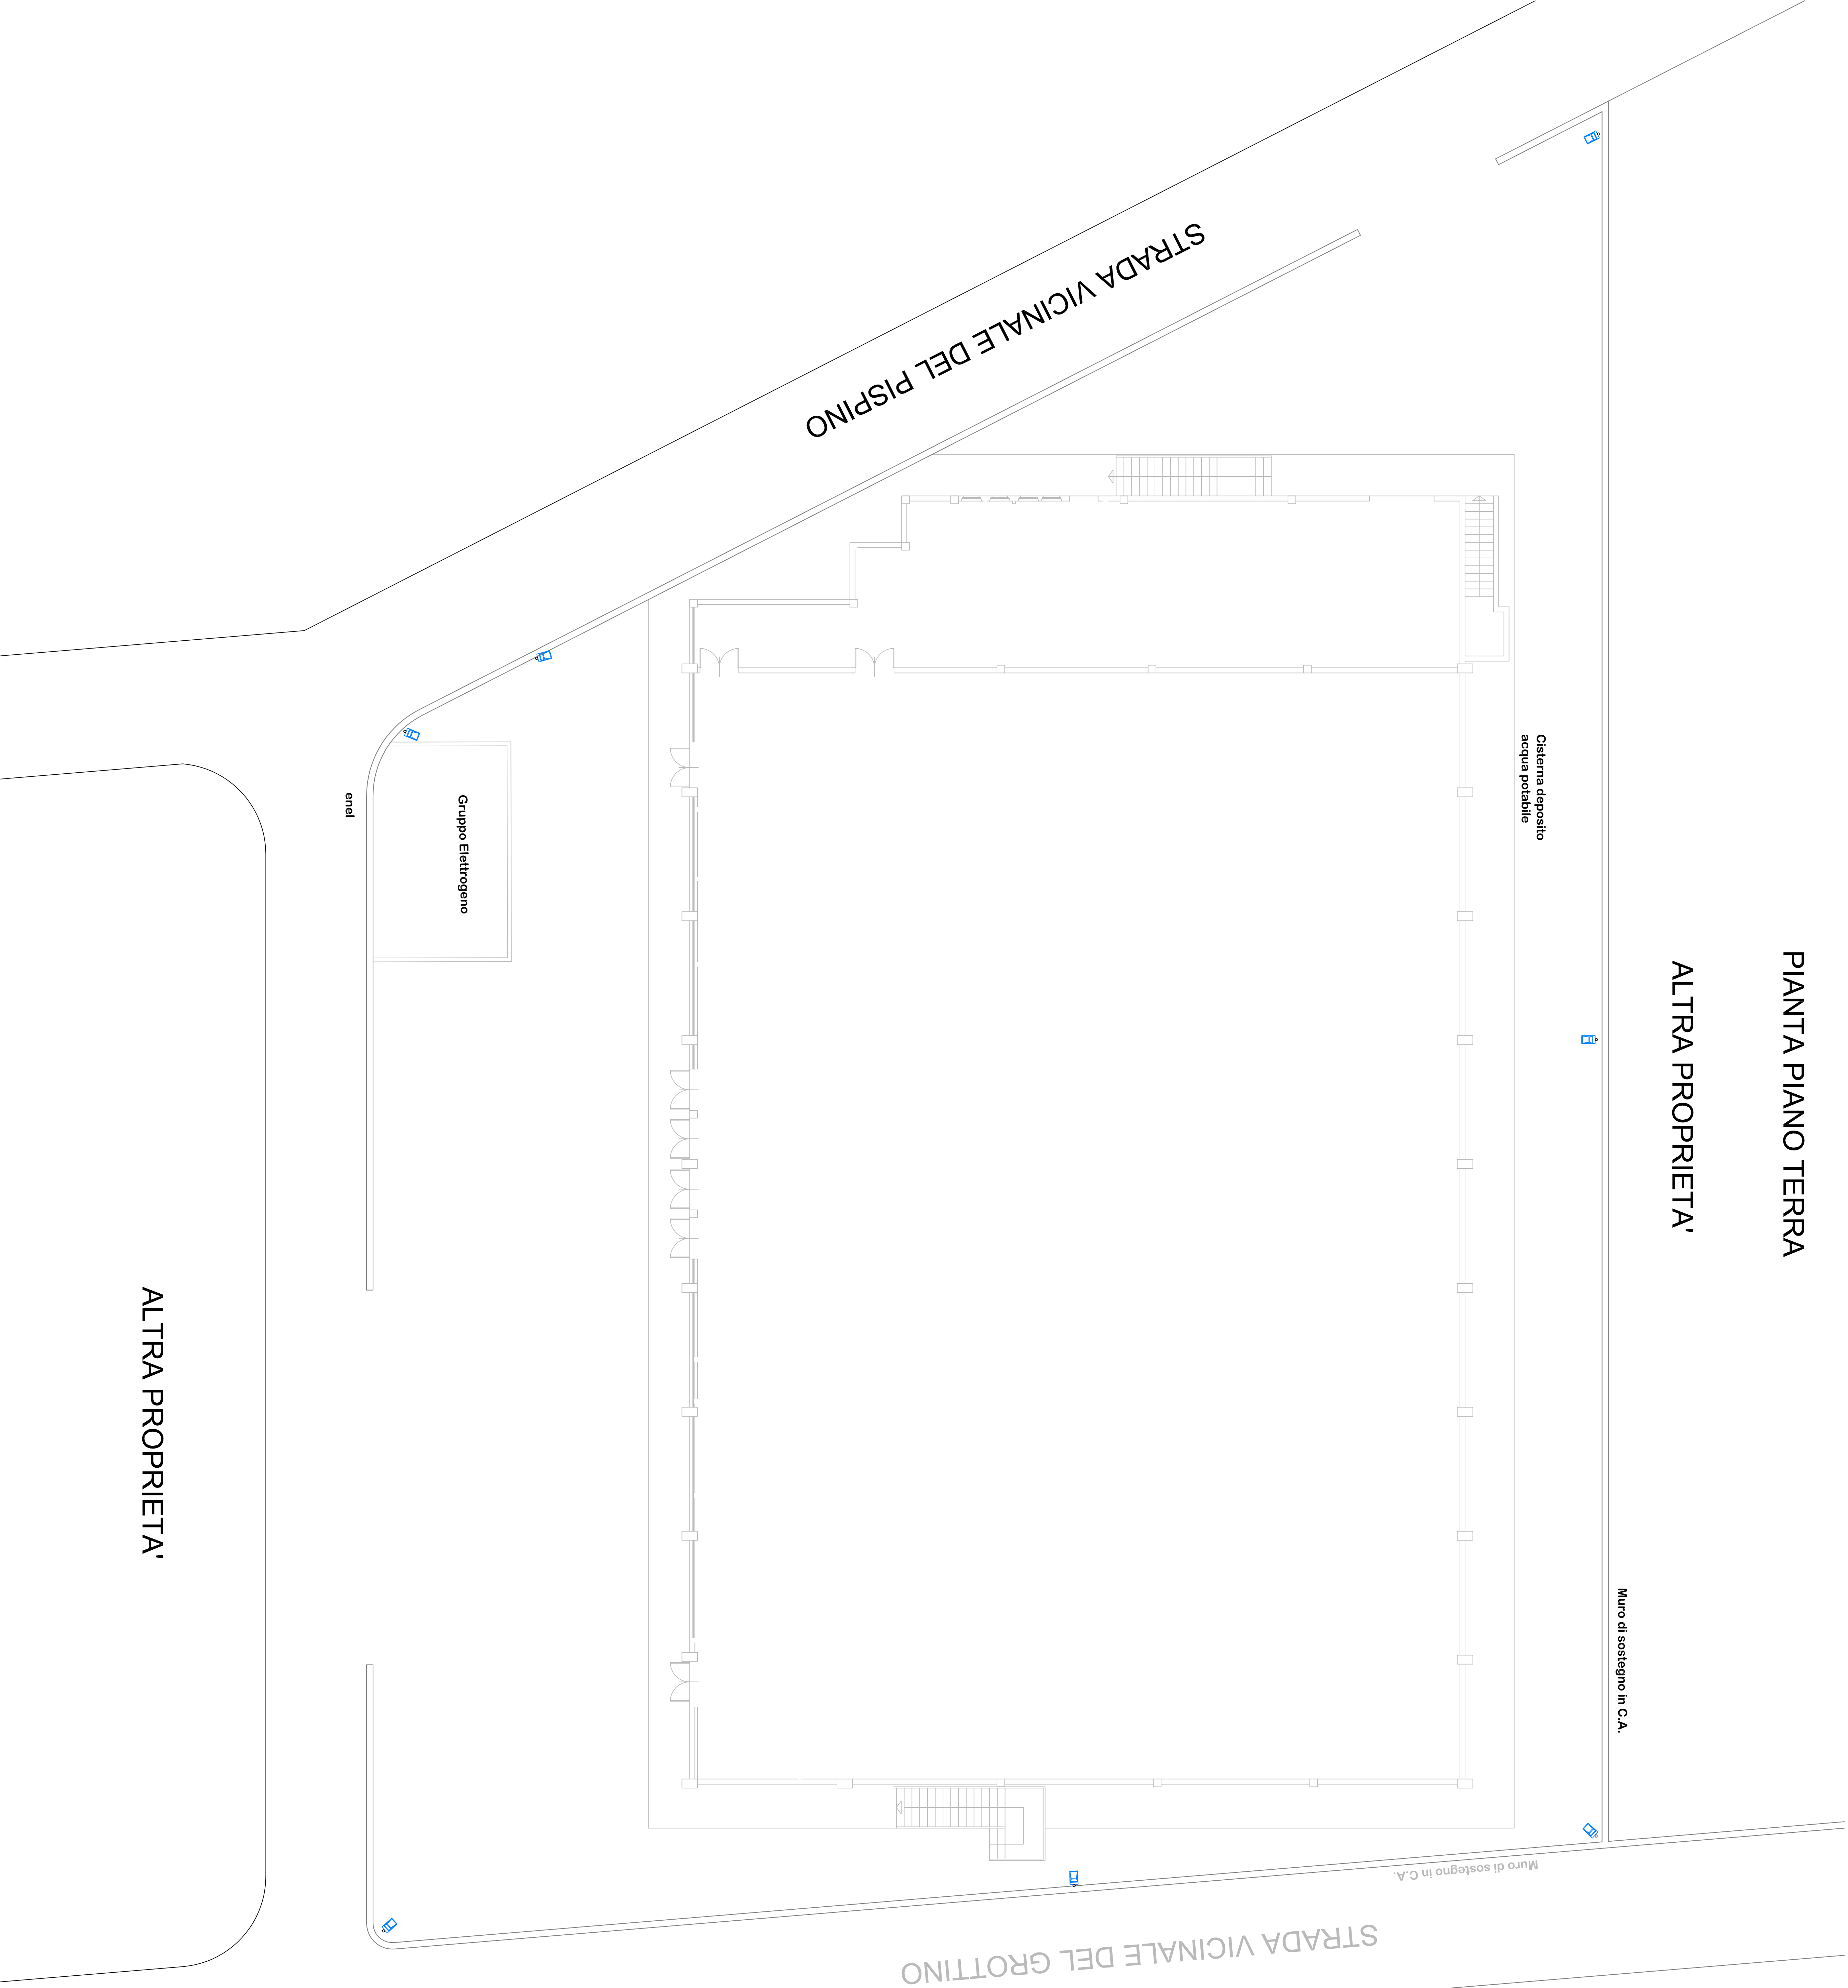 STRADA VICINALE DEL PISPINO
Cisterna deposito
acqua potabile
enel
Gruppo Elettrogeno
PIANTA PIANO TERRA
ALTRA PROPRIETA'
ALTRA PROPRIETA'
Muro di sostegno in C.A.
Muro di sostegno in C.A.
STRADA VICINALE DEL GROTTINO